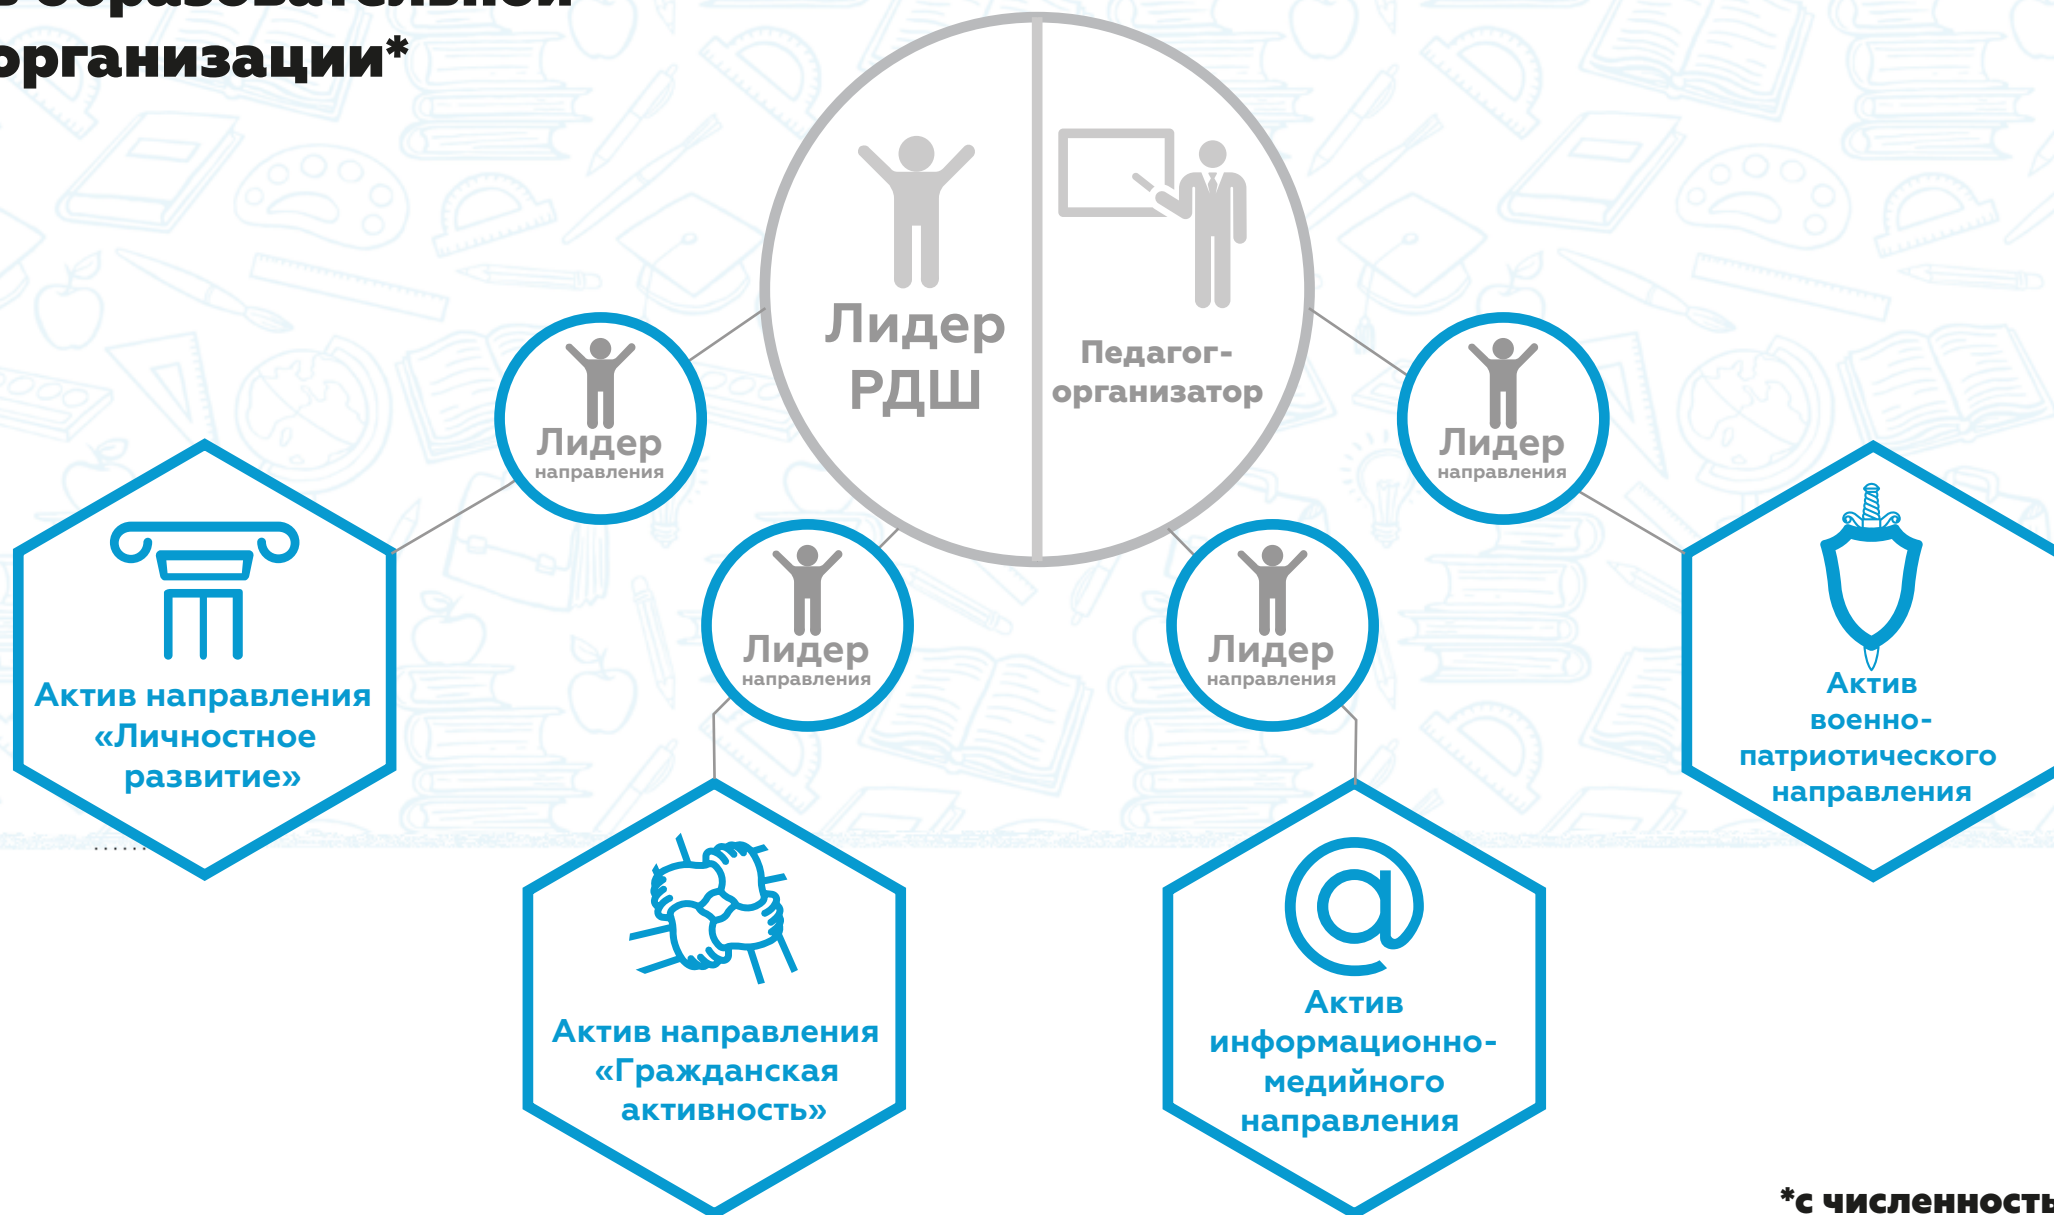 в образовательной
организации*
Лидер
РДШ
Педагог-
организатор
Лидер
направления
Лидер
направления
Лидер
направления
Лидер
направления
Актив направления
«Личностное
развитие»
Актив направления
«Гражданская
активность»
Актив
информационно-
медийного
направления
Актив
военно-
патриотического
направления
*с численность